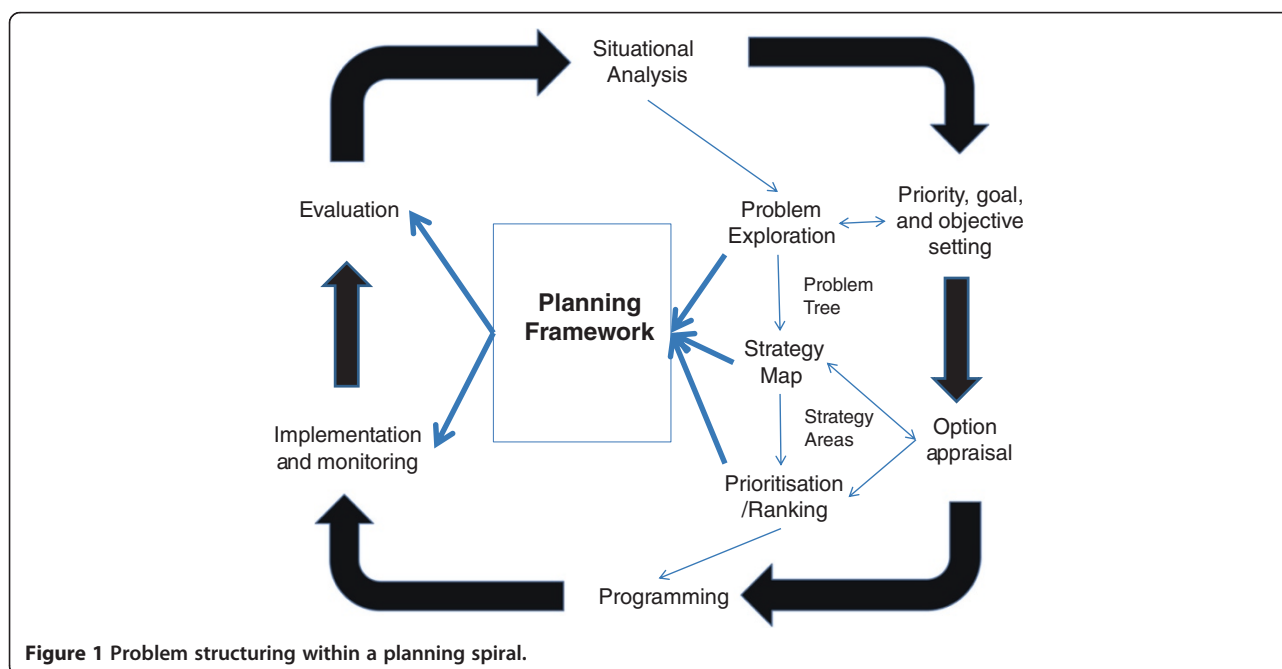 Situational
Analysis
Priority, goal,
and objective
setting
Evaluation
Problem
Exploration
Planning
Framework
Problem
Tree
Strategy
Map
Strategy
Areas
Option
appraisal
Implementation
and monitoring
Prioritisation
/Ranking
Programming
Figure 1 Problem structuring within a planning spiral.